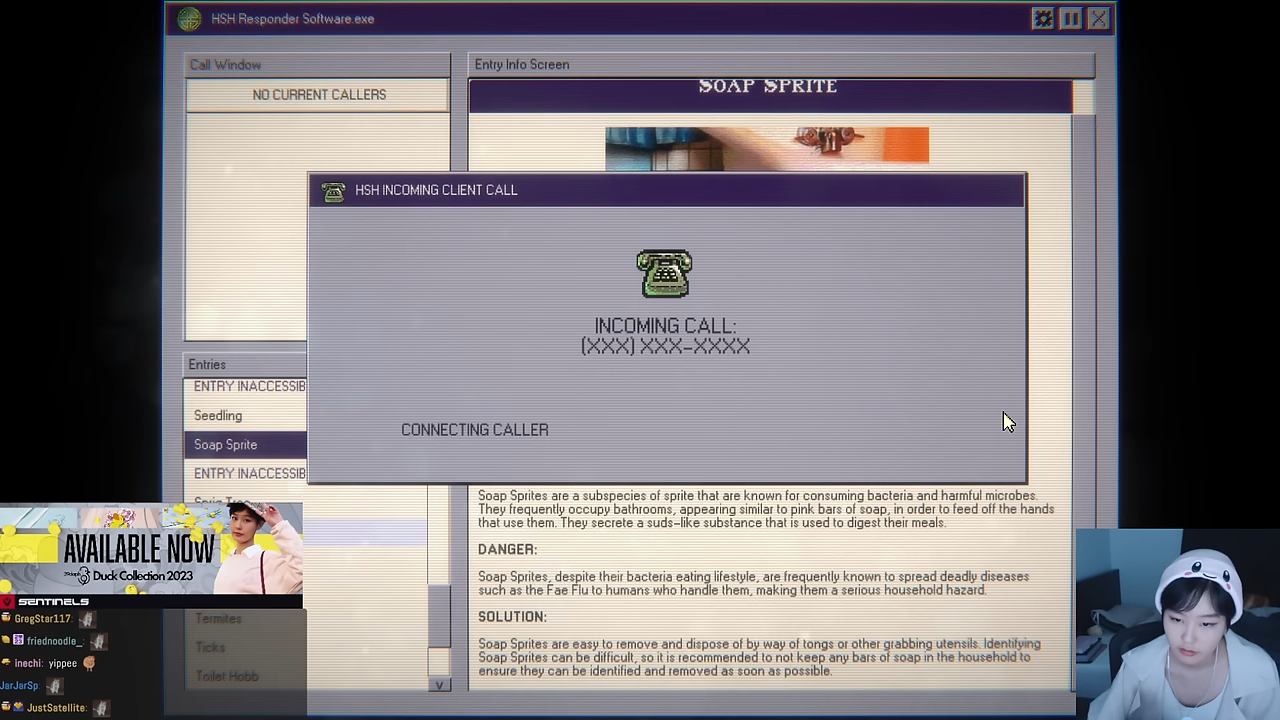 HSH Responder Software.exe
Call Window
NO CURRENT CALLERS
Entry Info Screen
SOAP SPRITE
HSH INCOMING CLIENT CALL
INCOMING CALL:
(XXX) XXX-XXXX
CONNECTING CALLER
Entries
ENTRY INACCESSIB
Seedling
Soap Sprite
ENTRY INACCESSIB
Termites
Ticks
Toilet Hobb
Soap Sprites are a subspecies of sprite that are known for consuming bacteria and harmful microbes.
They frequently occupy bathrooms, appearing similar to pink bars of soap, in order to feed off the hands
that use them. They secrete a suds-like substance that is used to digest their meals.
DANGER:
Soap Sprites, despite their bacteria eating lifestyle, are frequently known to spread deadly diseases
such as the Fae Flu to humans who handle them, making them a serious household hazard.
SOLUTION:
Soap Sprites are easy to remove and dispose of by way of tongs or other grabbing utensils. Identifying
Soap Sprites can be difficult, so it is recommended to not keep any bars of soap in the household to
ensure they can be identified and removed as soon as possible.
V
AVAILABLE NOW
Duck Collection 2023
SENTINELS
GregStar117:
friednoodle_:
inechi: yippee
JarJarSp:
JustSatellite: